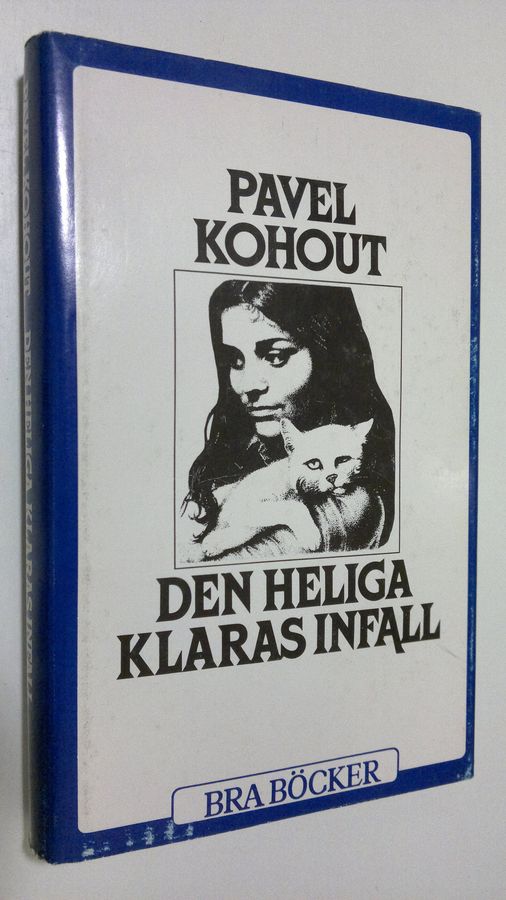 PAVEL
KOHOUT
DEN HELIGA
KLARAS INFALL
BRA BÖCKER
PAVEL KOHOUT DEN HELIGA KLARAS INFALL